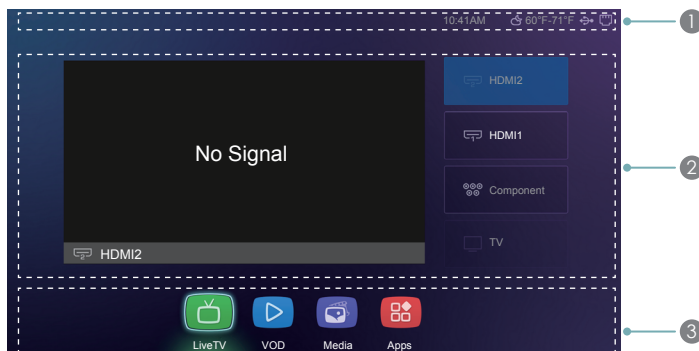 10:41AM 60°F-71°F
1
HDMI2
HDMI1
No Signal
Component
TV
HDMI2
2
LiveTV VOD Media Apps
3